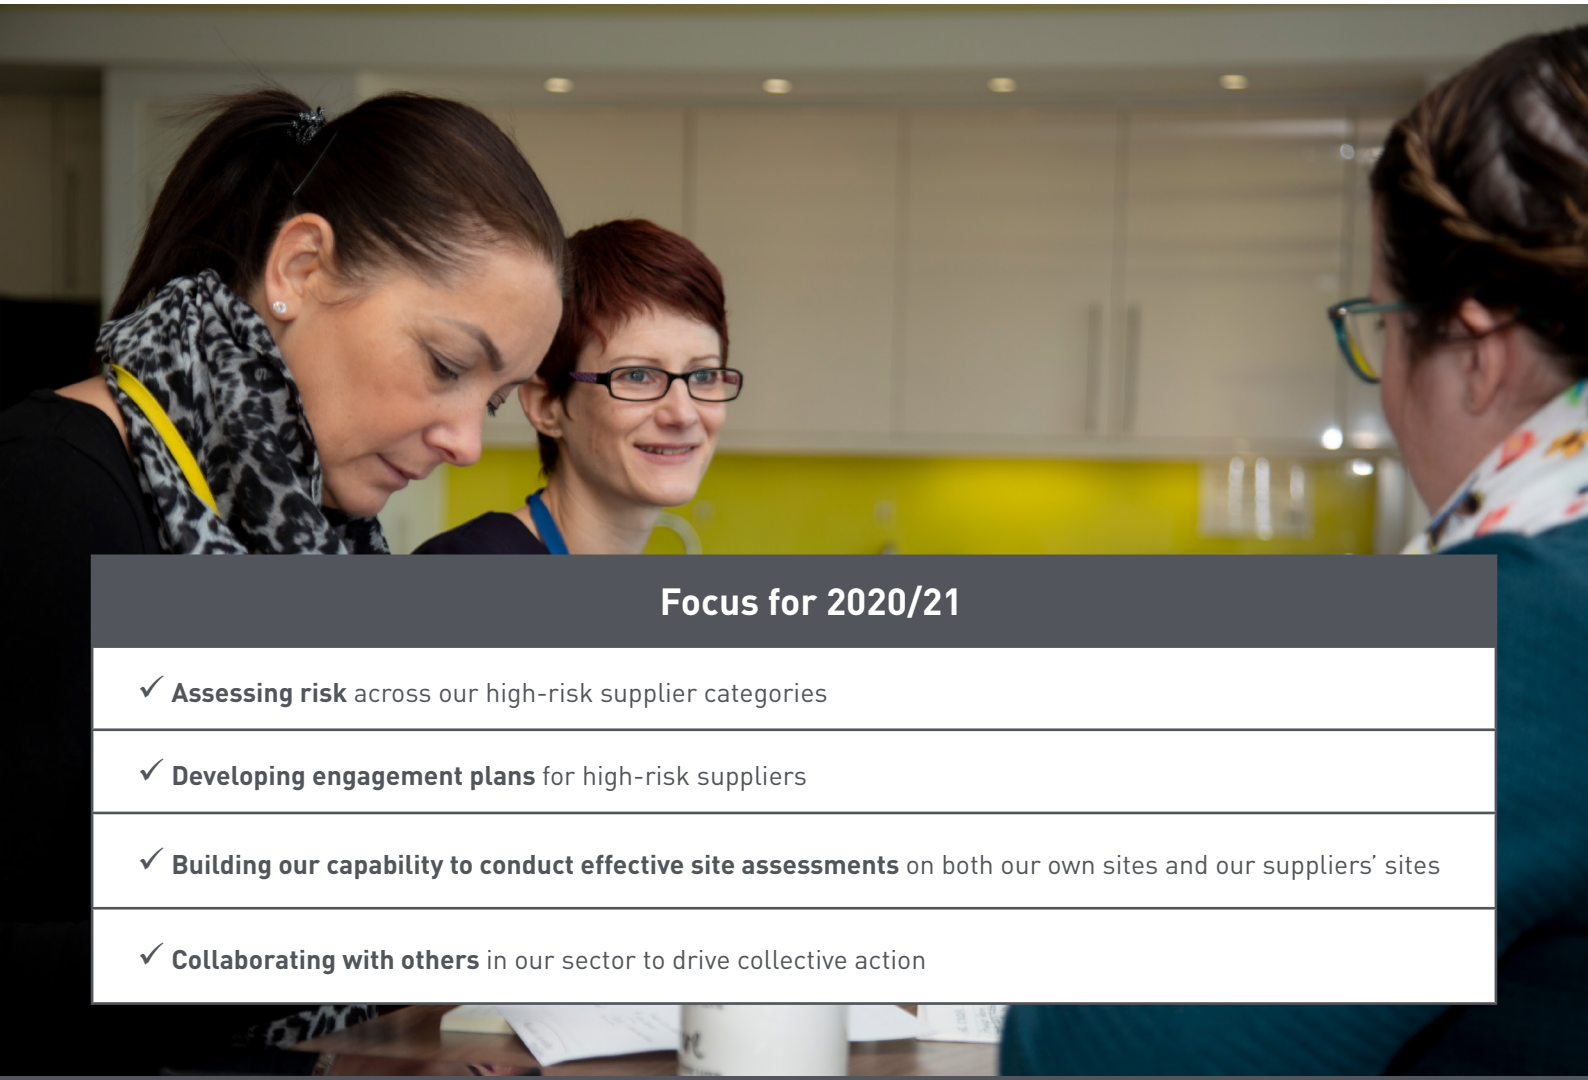 Focus for 2020/21
✓ Assessing risk across our high-risk supplier categories
✓ Developing engagement plans for high-risk suppliers
✓ Building our capability to conduct effective site assessments on both our own sites and our suppliers’ sites
✓ Collaborating with others in our sector to drive collective action